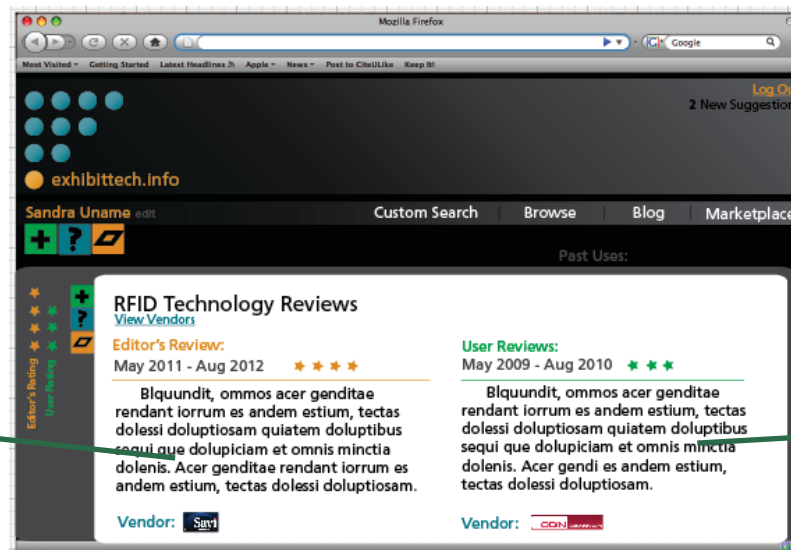 Mozilla Firefox
Google
Most Visited Getting Started Latest Headlines Apple News Post to CiteULike Keep It!
Log Ou
2 New Suggestion
exhibittech.info
Sandra Uname edit
Custom Search Browse Blog Marketplace
Past Uses:
Editor's Rating
User Rating
RFID Technology Reviews
View Vendors
Editor's Review:
May 2011 - Aug 2012
Blquundit, ommos acer genditae
rendant iorrum es andem estium, tectas
dolessi doluptiosam quiatem doluptibus
sequi que dolupiciam et omnis minctia
dolenis. Acer genditae rendant iorrum es
andem estium, tectas dolessi doluptiosam.
Vendor: Savi
User Reviews:
May 2009 - Aug 2010
Blquundit, ommos acer genditae
rendant iorrum es andem estium, tectas
dolessi doluptiosam quiatem doluptibus
sequi que dolupiciam et omnis minctia
dolenis. Acer gendi es andem estium,
tectas dolessi doluptiosam.
Vendor: